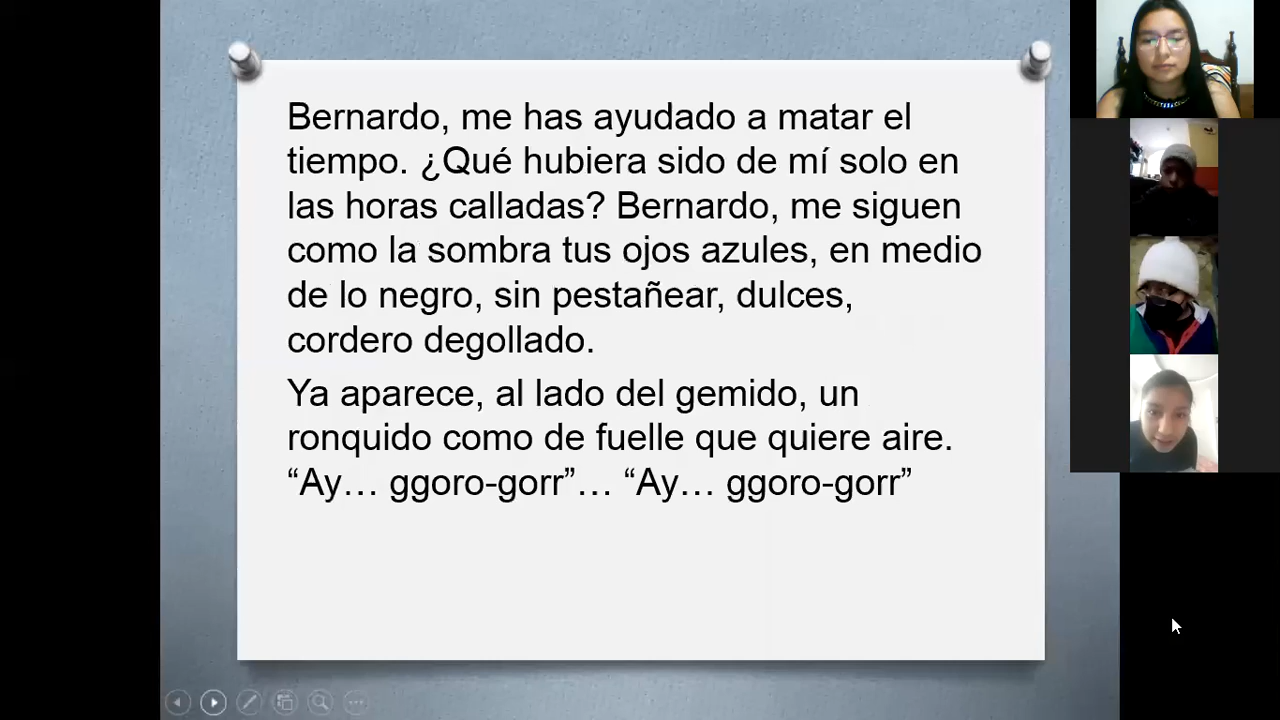 Bernardo, me has ayudado a matar el
tiempo. ¿Qué hubiera sido de mí solo en
las horas calladas? Bernardo, me siguen
como la sombra tus ojos azules, en medio
de lo negro, sin pestañear, dulces,
cordero degollado.
Ya aparece, al lado del gemido, un
ronquido como de fuelle que quiere aire.
“Ay… ggoro-gorr”… “Ay… ggoro-gorr”